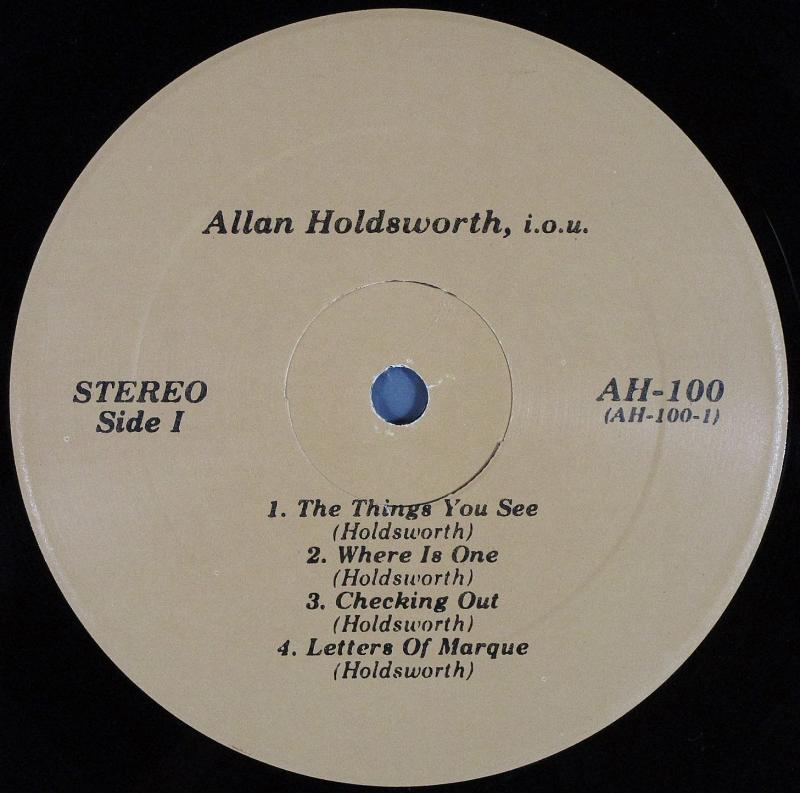 Allan Holdsworth, i.o.u.
STEREO
Side I
AH-100
(AH-100-1)
1. The Things You See
(Holdsworth)
2. Where Is One
(Holdsworth)
3. Checking Out
(Holdsworth)
4. Letters Of Marque
(Holdsworth)